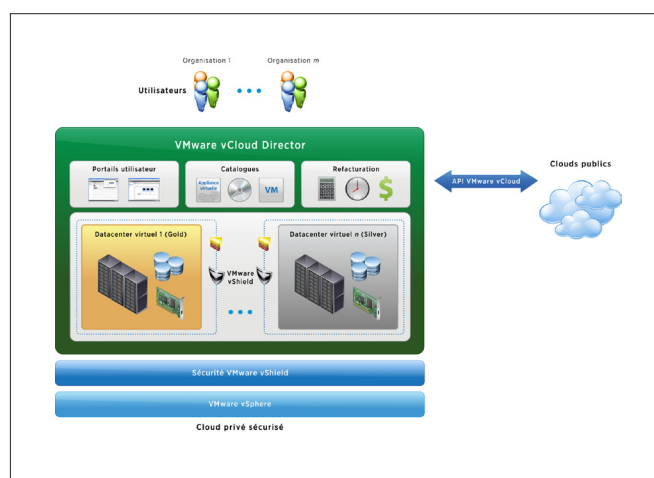 Organisation 1
Organisation m
Utilisateurs
VMware vCloud Director
Portails utilisateur
Catalogues
Refacturation
Appliance
virtuelle
VM
API VMware vCloud
Clouds publics
Datacenter virtuel 1 (Gold)
Datacenter virtuel n (Silver)
VMware
vShield
Sécurité VMware vShield
VMware vSphere
Cloud privé sécurisé